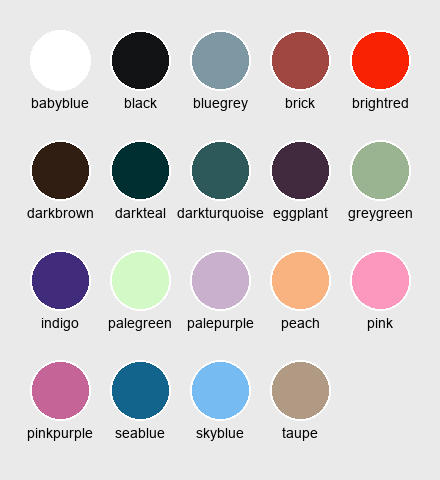 babyblue black bluegrey brick brightred
darkbrown darkteal darkturquoise eggplant greygreen
indigo palegreen palepurple peach pink
pinkpurple seablue skyblue taupe